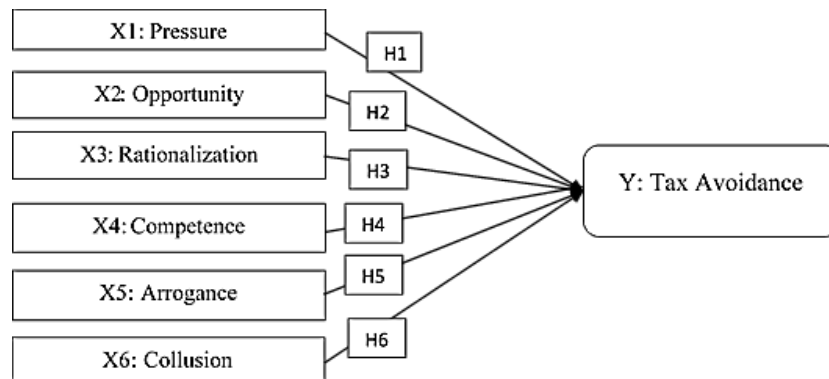 X1: Pressure
H1
X2: Opportunity
H2
X3: Rationalization
H3
Y: Tax Avoidance
X4: Competence
H4
X5: Arrogance
H5
X6: Collusion
H6